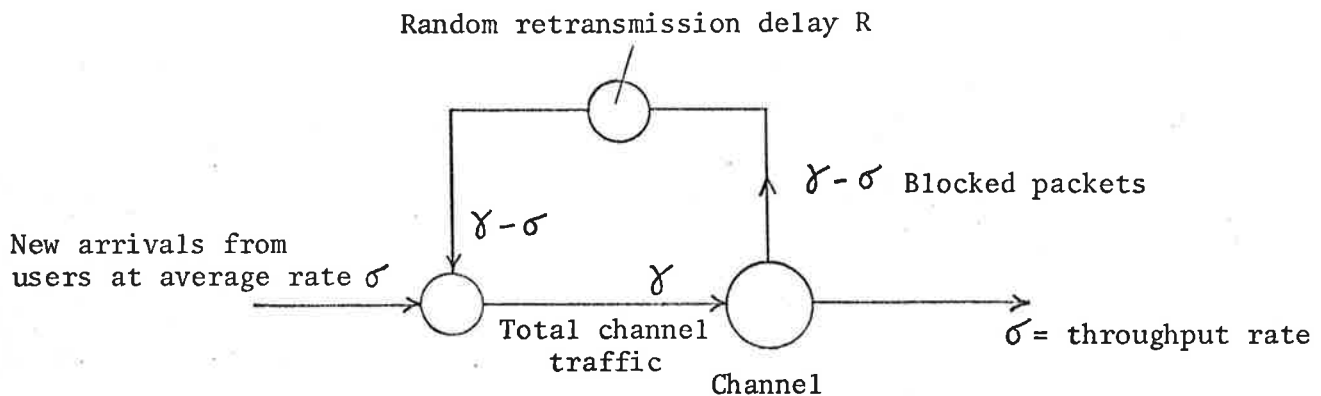 Random retransmission delay R
γ - σ Blocked packets
γ - σ
New arrivals from
users at average rate σ
γ
Total channel
traffic
σ = throughput rate
Channel